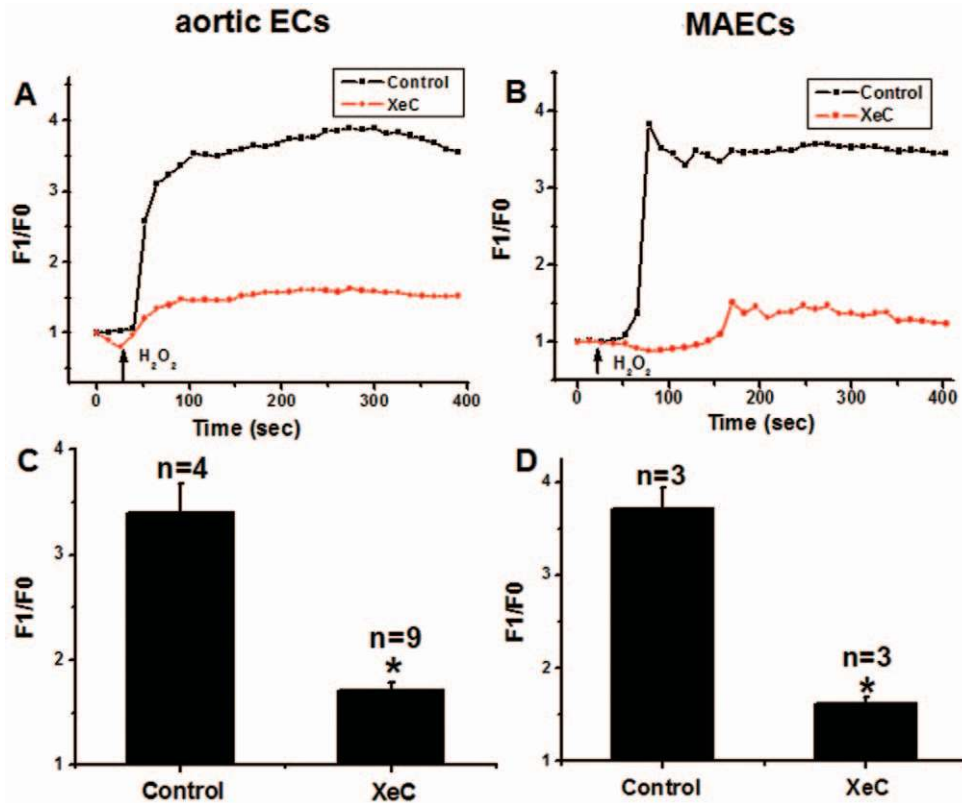 aortic ECs
MAECs
A
Control
XeC
4
3
2
1
F1/F0
H2O2
0
100
200
300
400
Time (sec)
B
Control
XeC
4
3
2
1
F1/F0
H2O2
0
100
200
300
400
Time (sec)
C
4
3
2
1
F1/F0
n=4
n=9
*
Control
XeC
D
4
3
2
1
F1/F0
n=3
n=3
*
Control
XeC